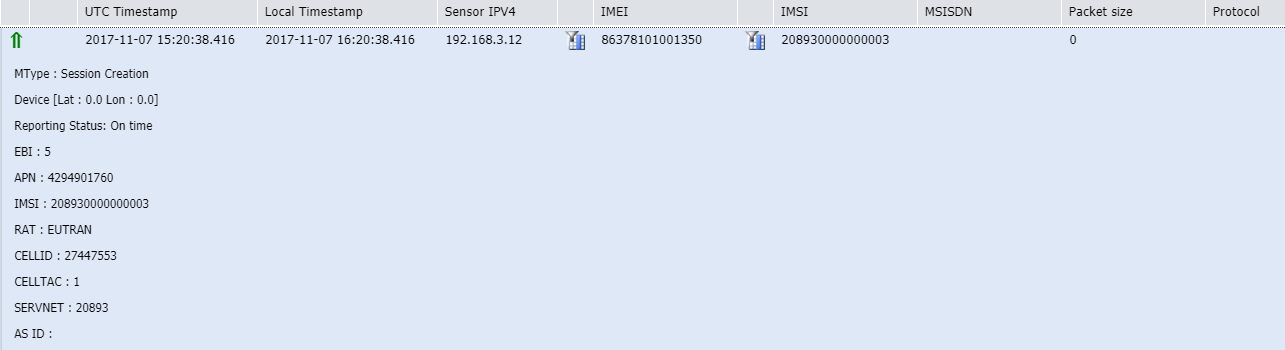 UTC Timestamp Local Timestamp Sensor IPV4 IMEI IMSI MSISDN Packet size Protocol
2017-11-07 15:20:38.416 2017-11-07 16:20:38.416 192.168.3.12 86378101001350 208930000000003 0
MType : Session Creation
Device [Lat : 0.0 Lon : 0.0]
Reporting Status: On time
EBI : 5
APN : 4294901760
IMSI : 208930000000003
RAT : EUTRAN
CELLID : 27447553
CELLTAC : 1
SERVNET : 20893
AS ID :